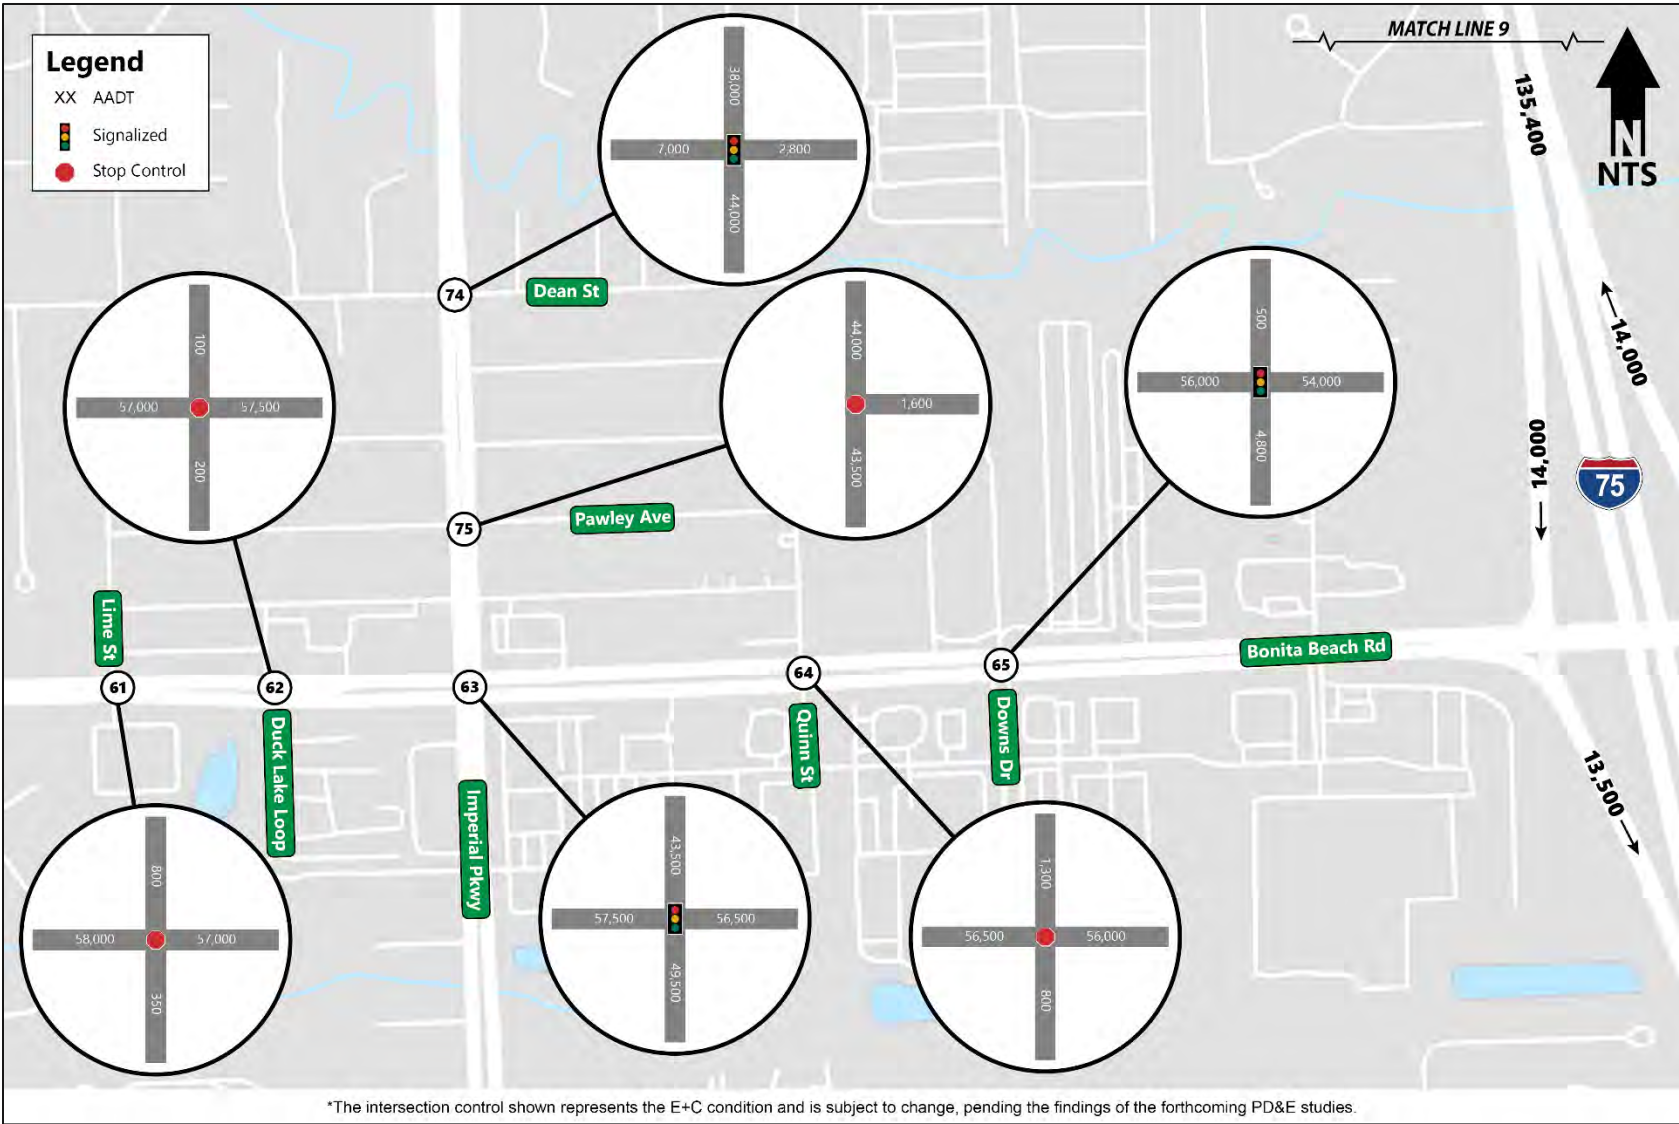 MATCH LINE 9
Legend
XX AADT
Signalized
Stop Control
N
NTS
135,400
38,000
7,000
2,800
44,000
74
Dean St
14,000
14,000
75
100
57,000
57,500
200
44,000
1,600
43,500
500
56,000
54,000
4,800
75
Pawley Ave
Lime St
61
62
63
64
65
Bonita Beach Rd
Duck Lake Loop
Imperial Pkwy
Quinn St
Downs Dr
13,500
800
58,000
57,000
350
43,500
57,500
56,500
49,500
1,300
56,500
56,000
800
*The intersection control shown represents the E+C condition and is subject to change, pending the findings of the forthcoming PD&E studies.